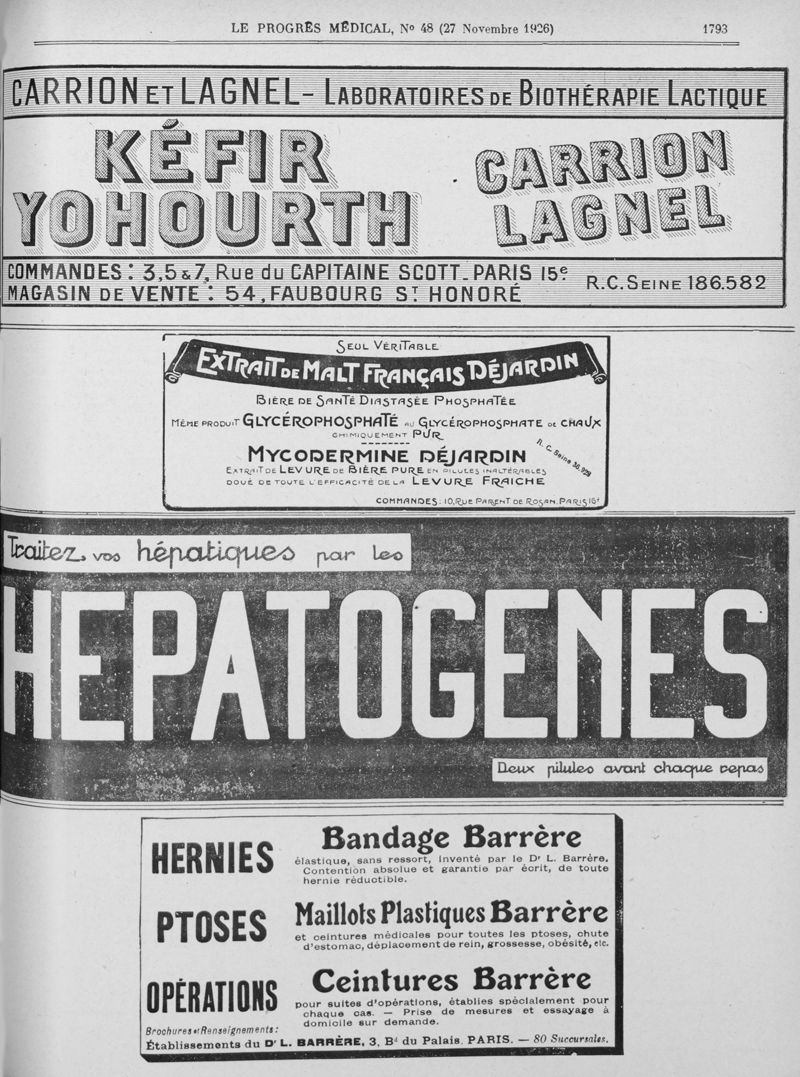 LE PROGRÈS MÉDICAL, No 48 (27 Novembre 1926) 1793
CARRION ET LAGNEL - LABORATOIRES DE BIOTHÉRAPIE LACTIQUE
KÉFIR
YOHOURTH
CARRION
LAGNEL
COMMANDES : 3,5 & 7, Rue du CAPITAINE SCOTT_PARIS 15e
MAGASIN DE VENTE : 54, FAUBOURG ST HONORÉ
R.C. SEINE 186.582
SEUL VÉRITABLE
EXTRAIT DE MALT FRANÇAIS DÉJARDIN
BIÈRE DE SANTÉ DIASTASÉE PHOSPHATÉE
MÊME PRODUIT GLYCÉROPHOSPHATÉ AU GLYCÉROPHOSPHATE DE CHAUX
CHIMIQUEMENT PUR
MYCODERMINE DÉJARDIN
R. C. Seine 36.929
EXTRAIT DE LEVURE DE BIÈRE PURE EN PILULES INALTÉRABLES
DOUÉ DE TOUTE L'EFFICACITÉ DE LA LEVURE FRAICHE
COMMANDES : 10, RUE PARENT DE ROSAN. PARIS 16e
Traitez vos hépatiques par les
HEPATOGENES
Deux pilules avant chaque repas
HERNIES
Bandage Barrère
élastique, sans ressort, inventé par le Dr L. Barrère.
Contention absolue et garantie par écrit, de toute
hernie réductible.
PTOSES
Maillots Plastiques Barrère
et ceintures médicales pour toutes les ptoses, chute
d'estomac, déplacement de rein, grossesse, obésité, etc.
OPÉRATIONS
Ceintures Barrère
pour suites d'opérations, établies spécialement pour
chaque cas. — Prise de mesures et essayage à
domicile sur demande.
Brochures et Renseignements :
Établissements du Dr L. BARRÈRE, 3, Bd du Palais. PARIS. — 80 Succursales.